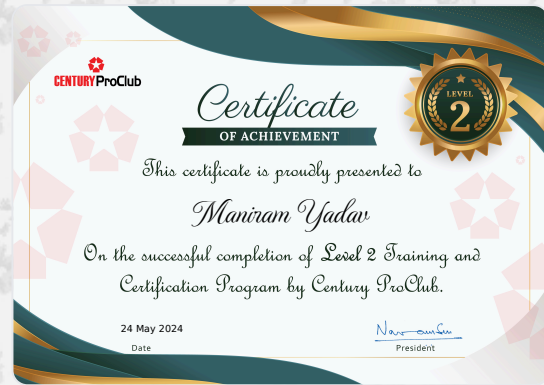 CENTURY ProClub
Certificate
OF ACHIEVEMENT
LEVEL
2
This certificate is proudly presented to
Maniram Yadav
On the successful completion of Level 2 Training and
Certification Program by Century ProClub.
24 May 2024
Date
President